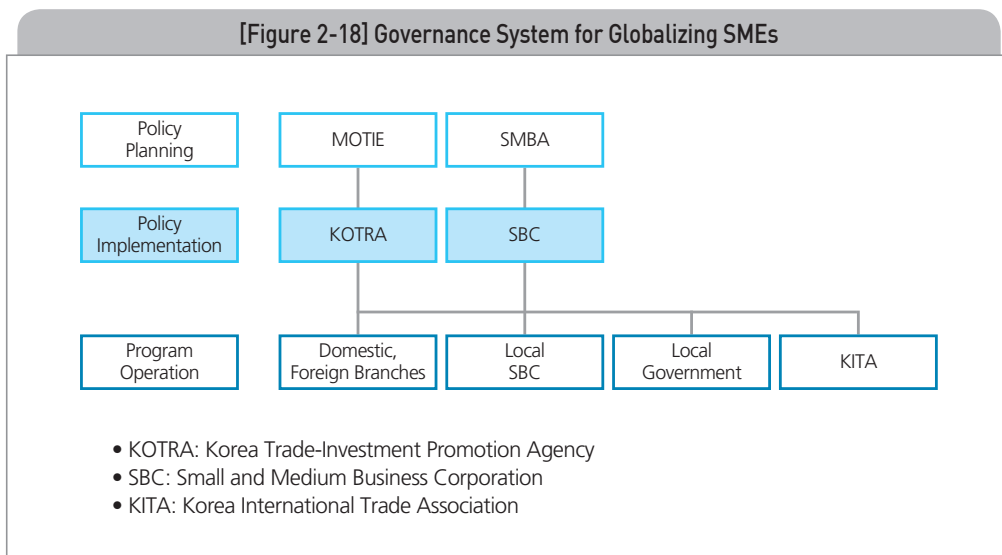 [Figure 2-18] Governance System for Globalizing SMEs
Policy
Planning
MOTIE
SMBA
Policy
Implementation
KOTRA
SBC
Program
Operation
Domestic,
Foreign Branches
Local
SBC
Local
Government
KITA
• KOTRA: Korea Trade-Investment Promotion Agency
• SBC: Small and Medium Business Corporation
• KITA: Korea International Trade Association